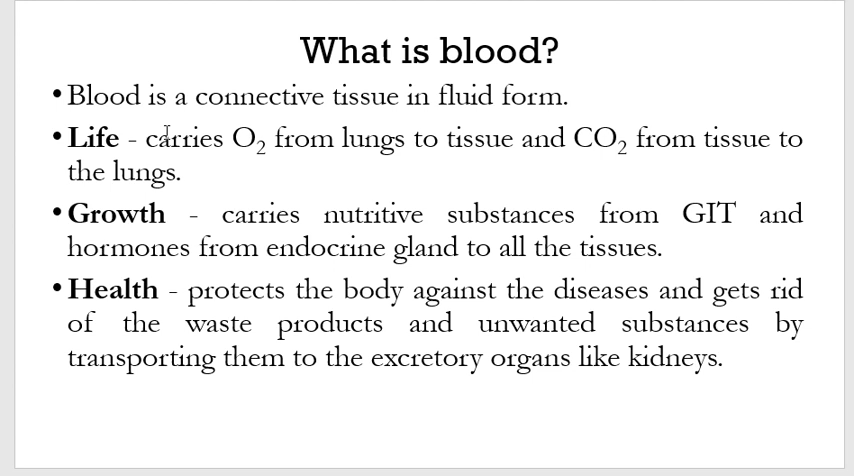 What is blood?
• Blood is a connective tissue in fluid form.
• Life - carries O₂ from lungs to tissue and CO₂ from tissue to
the lungs.
• Growth - carries nutritive substances from GIT and
hormones from endocrine gland to all the tissues.
• Health - protects the body against the diseases and gets rid
of the waste products and unwanted substances by
transporting them to the excretory organs like kidneys.